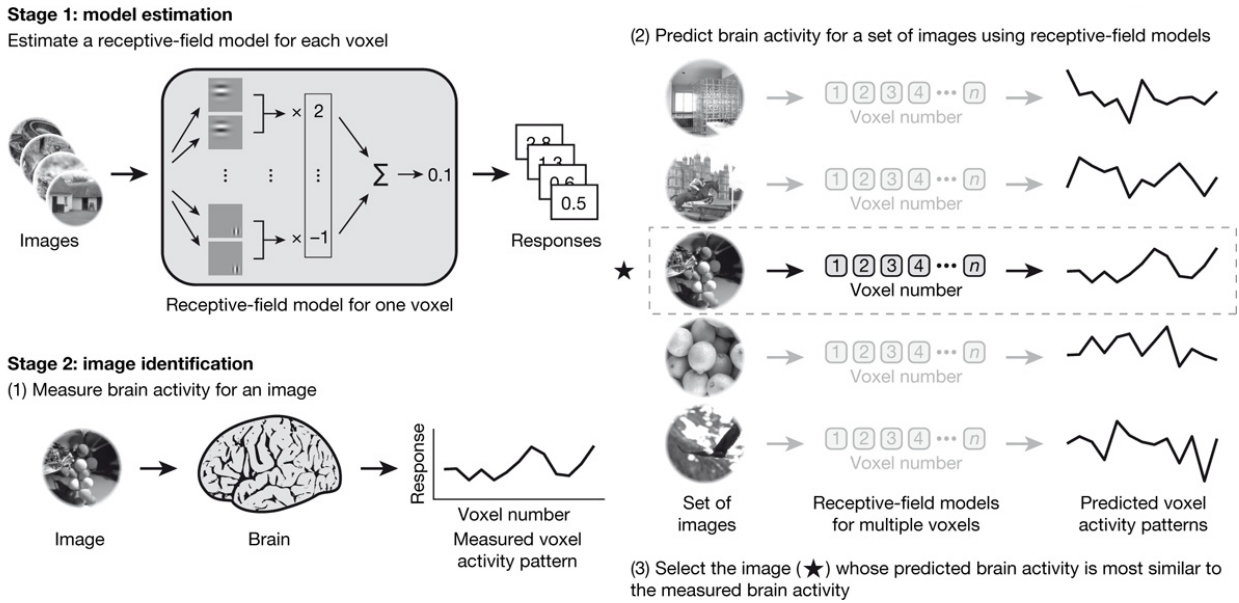 Stage 1: model estimation
Estimate a receptive-field model for each voxel
× 2
⋮ ⋮ ⋮
Σ 0.1
× −1
2.8
1.3
0.6
0.5
Images
Responses
Receptive-field model for one voxel
Stage 2: image identification
(1) Measure brain activity for an image
Response
Voxel number
Image
Brain
Measured voxel
activity pattern
(2) Predict brain activity for a set of images using receptive-field models
1 2 3 4 ••• n
Voxel number
1 2 3 4 ••• n
Voxel number
★
1 2 3 4 ••• n
Voxel number
1 2 3 4 ••• n
Voxel number
1 2 3 4 ••• n
Voxel number
Set of
images
Receptive-field models
for multiple voxels
Predicted voxel
activity patterns
(3) Select the image (★) whose predicted brain activity is most similar to
the measured brain activity